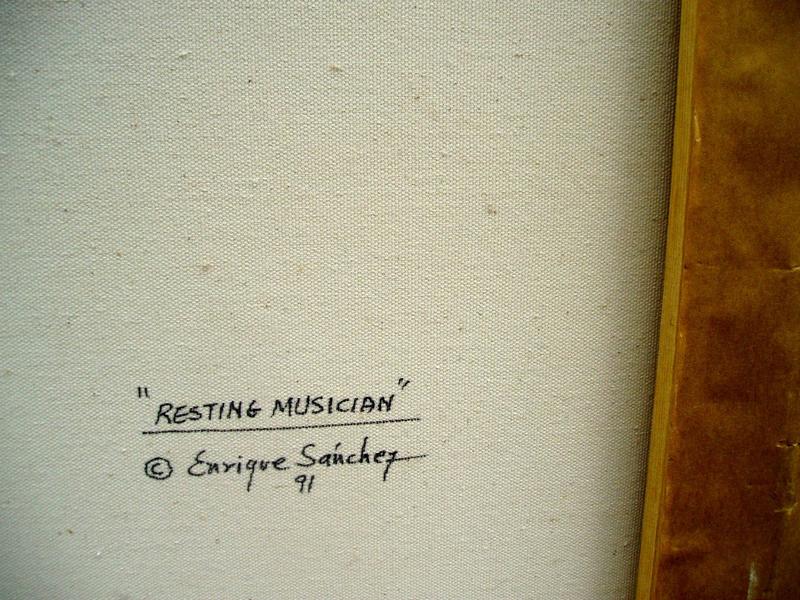 "RESTING MUSICIAN"
© Enrique Sánchez
91